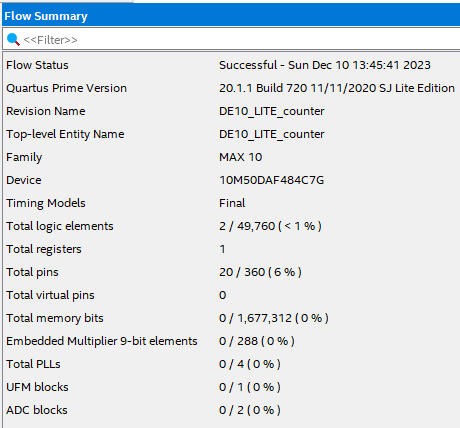 Flow Summary
<<Filter>>
Flow Status Successful - Sun Dec 10 13:45:41 2023
Quartus Prime Version 20.1.1 Build 720 11/11/2020 SJ Lite Edition
Revision Name DE10_LITE_counter
Top-level Entity Name DE10_LITE_counter
Family MAX 10
Device 10M50DAF484C7G
Timing Models Final
Total logic elements 2 / 49,760 ( < 1 % )
Total registers 1
Total pins 20 / 360 ( 6 % )
Total virtual pins 0
Total memory bits 0 / 1,677,312 ( 0 % )
Embedded Multiplier 9-bit elements 0 / 288 ( 0 % )
Total PLLs 0 / 4 ( 0 % )
UFM blocks 0 / 1 ( 0 % )
ADC blocks 0 / 2 ( 0 % )